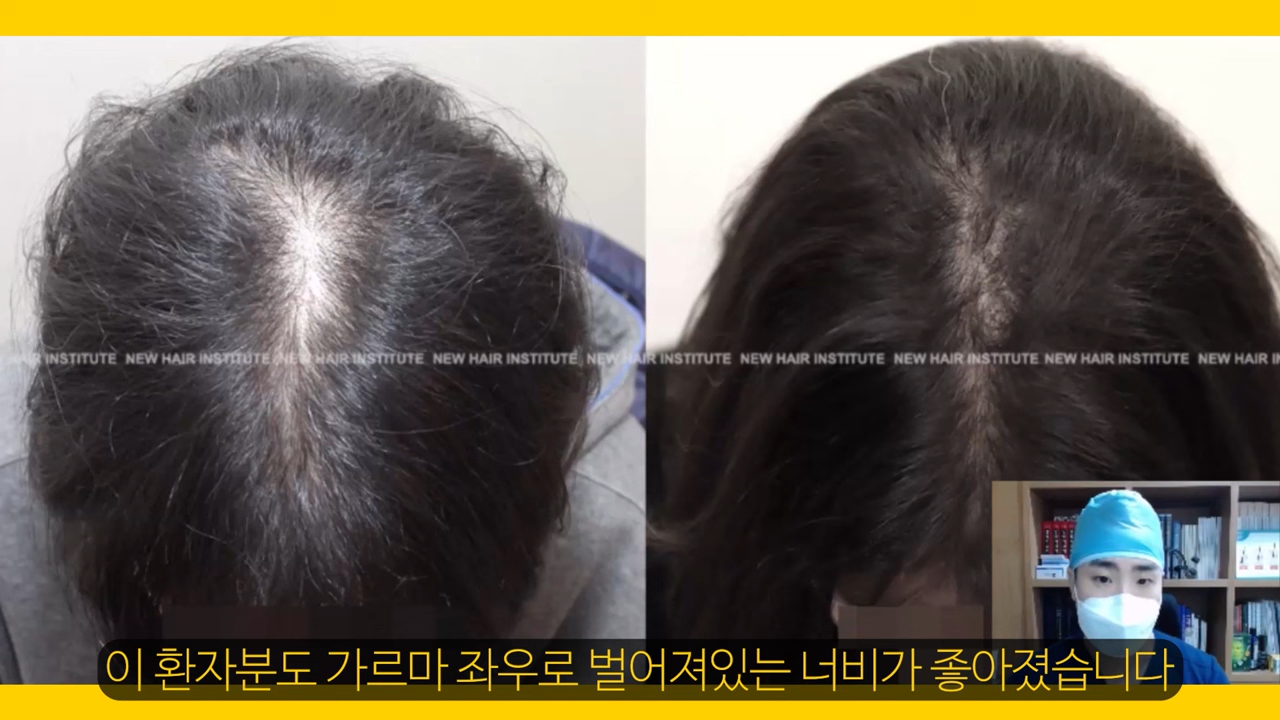 HAIR INSTITUTE NEW HAIR INSTITUTE NEW HAIR INSTITUTE NEW HAIR INSTITUTE NEW HAIR INSTITUTE NEW HAIR INSTITUTE NEW HAIR INSTITUTE NEW HAIR INSTITUTE NEW HAIR
이 환자분도 가르마 좌우로 벌어져있는 너비가 좋아졌습니다